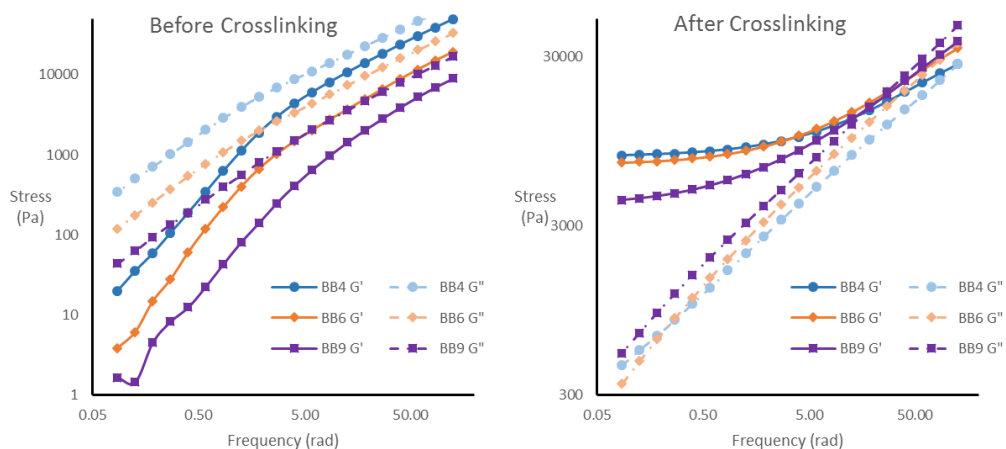 Before Crosslinking
10000
1000
Stress
(Pa)
100
10
1
BB4 G' BB4 G"
BB6 G' BB6 G"
BB9 G' BB9 G"
0.05 0.50 5.00 50.00
Frequency (rad)
After Crosslinking
30000
Stress
(Pa)
3000
300
BB4 G' BB4 G"
BB6 G' BB6 G"
BB9 G' BB9 G"
0.05 0.50 5.00 50.00
Frequency (rad)